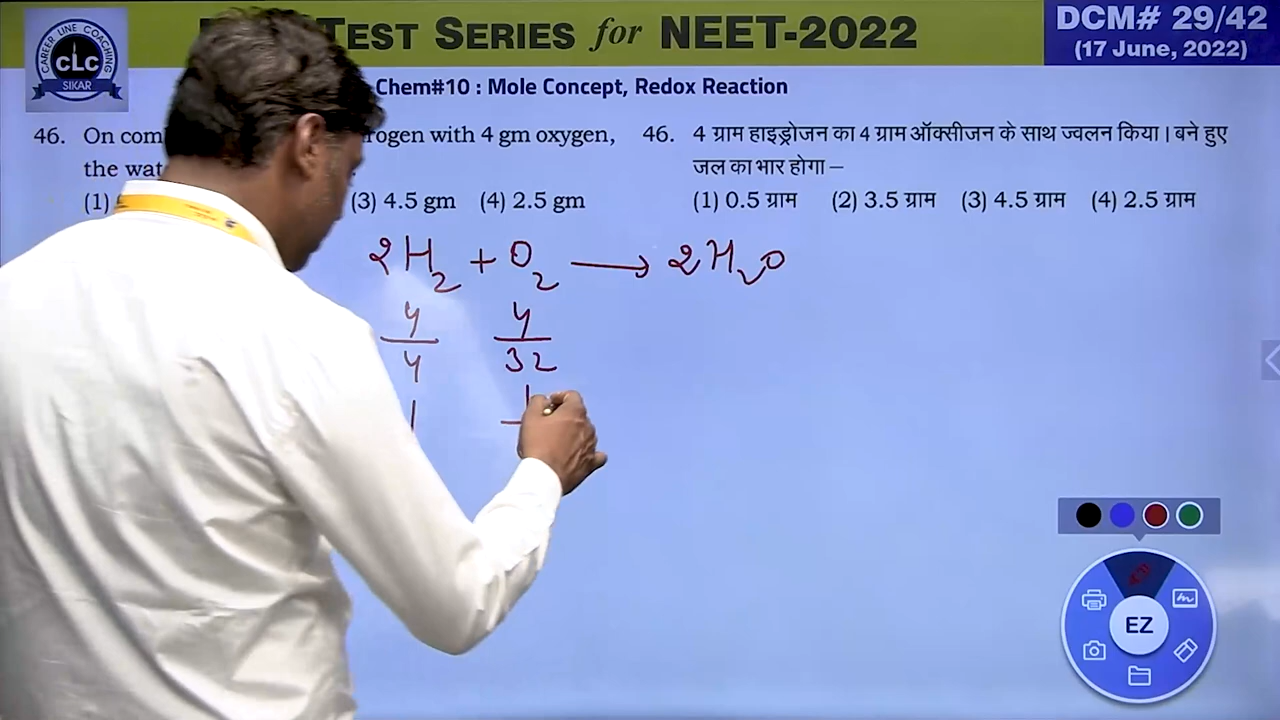 TEST SERIES for NEET-2022
DCM# 29/42
(17 June, 2022)
CAREER LINE COACHING
CLC
SIKAR
Chem#10 : Mole Concept, Redox Reaction
46. On com rogen with 4 gm oxygen,
the wat
(1) (3) 4.5 gm (4) 2.5 gm
46. 4 ग्राम हाइड्रोजन का 4 ग्राम ऑक्सीजन के साथ ज्वलन किया। बने हुए
जल का भार होगा –
(1) 0.5 ग्राम (2) 3.5 ग्राम (3) 4.5 ग्राम (4) 2.5 ग्राम
2H2 + O2 → 2H2O
4 4
4 32
1 1
EZ